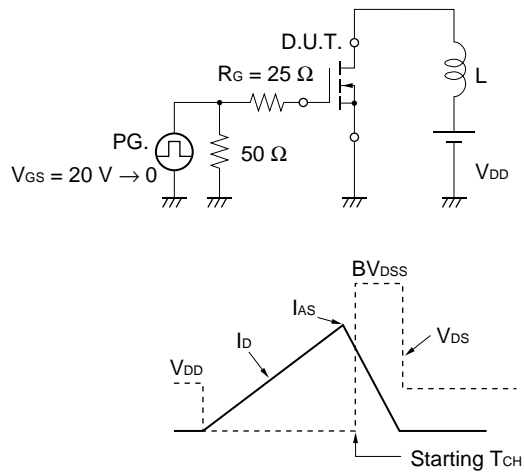 D.U.T.
RG = 25 Ω
L
PG.
50 Ω
VGS = 20 V → 0
VDD
BVDSS
IAS
ID
VDS
VDD
Starting TCH